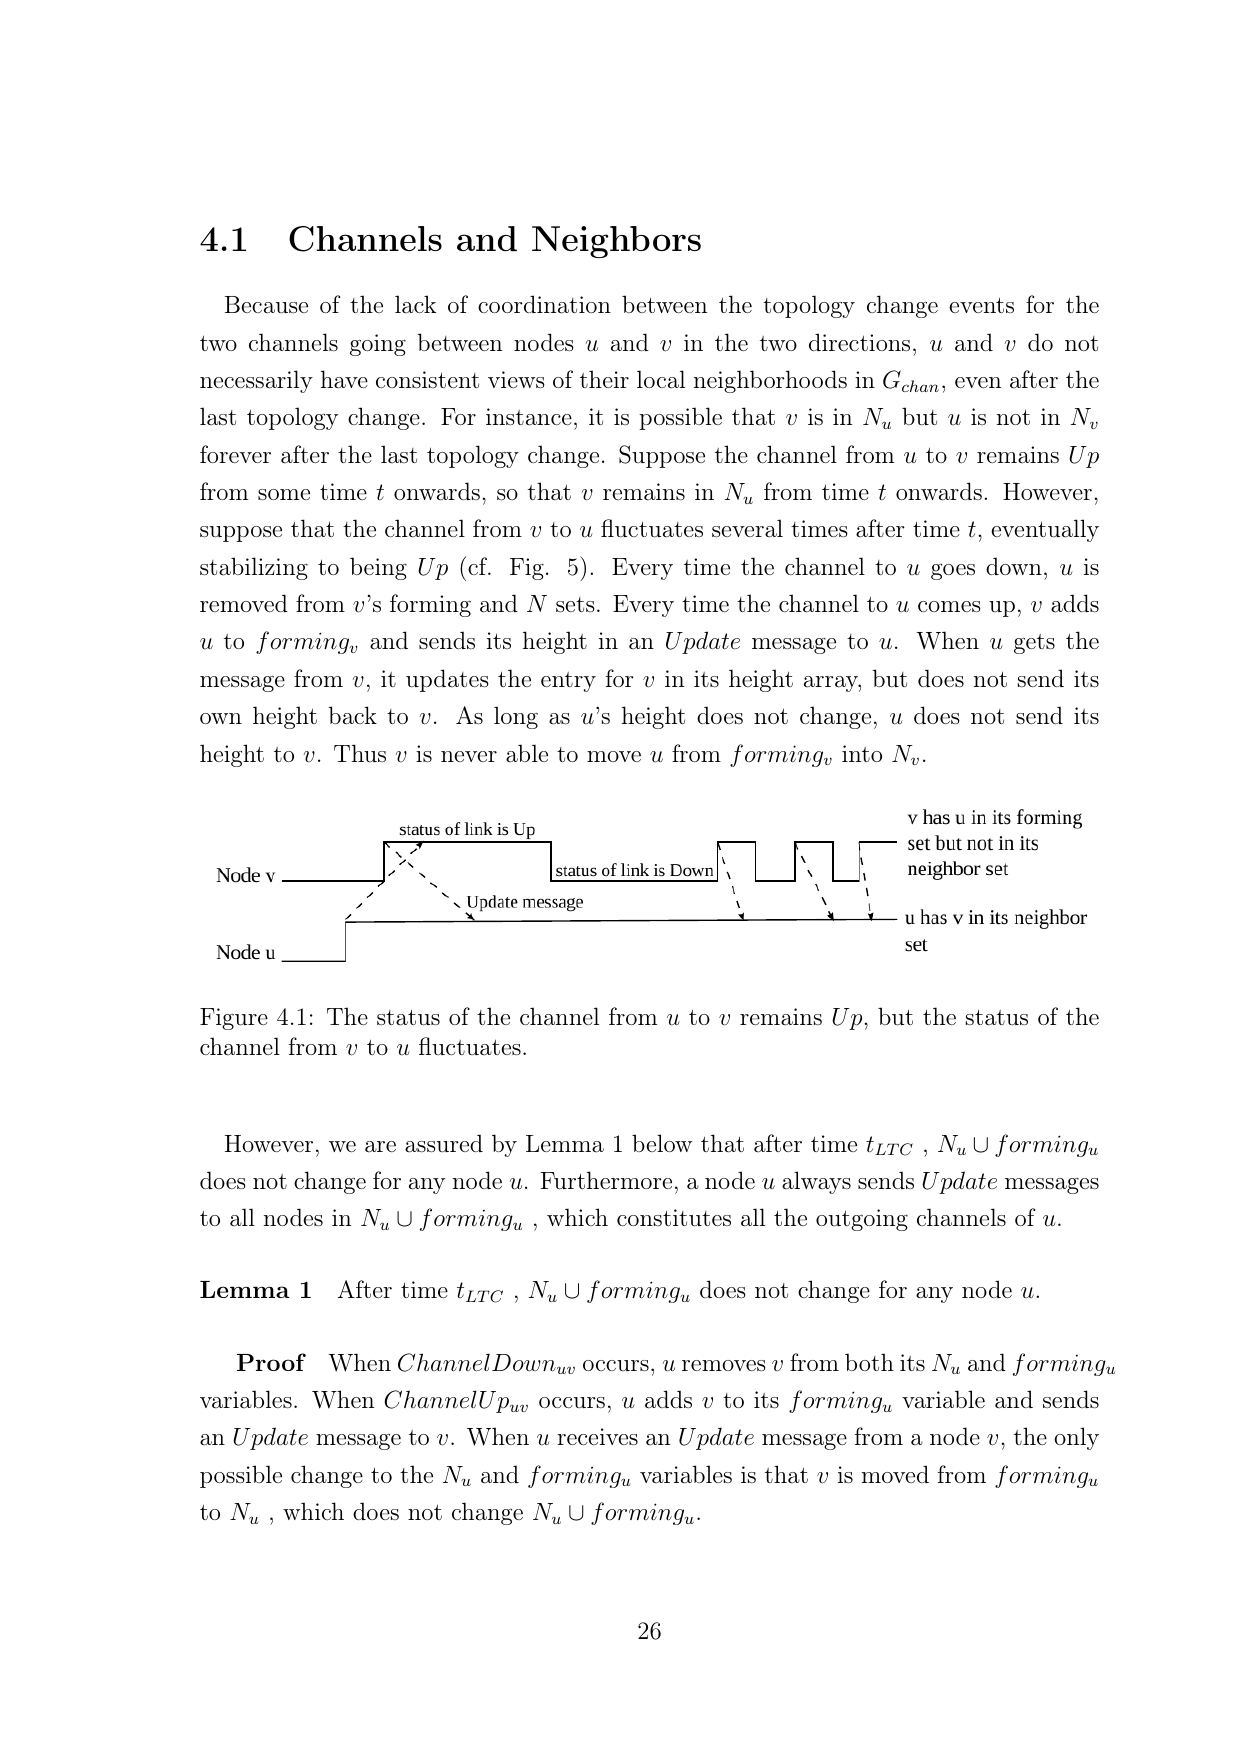 4.1 Channels and Neighbors
Because of the lack of coordination between the topology change events for the
two channels going between nodes u and v in the two directions, u and v do not
necessarily have consistent views of their local neighborhoods in G_chan, even after the
last topology change. For instance, it is possible that v is in N_u but u is not in N_v
forever after the last topology change. Suppose the channel from u to v remains Up
from some time t onwards, so that v remains in N_u from time t onwards. However,
suppose that the channel from v to u fluctuates several times after time t, eventually
stabilizing to being Up (cf. Fig. 5). Every time the channel to u goes down, u is
removed from v's forming and N sets. Every time the channel to u comes up, v adds
u to forming_v and sends its height in an Update message to u. When u gets the
message from v, it updates the entry for v in its height array, but does not send its
own height back to v. As long as u's height does not change, u does not send its
height to v. Thus v is never able to move u from forming_v into N_v.
status of link is Up
v has u in its forming
set but not in its
neighbor set
Node v
status of link is Down
Update message
u has v in its neighbor
set
Node u
Figure 4.1: The status of the channel from u to v remains Up, but the status of the
channel from v to u fluctuates.
However, we are assured by Lemma 1 below that after time t_LTC , N_u ∪ forming_u
does not change for any node u. Furthermore, a node u always sends Update messages
to all nodes in N_u ∪ forming_u , which constitutes all the outgoing channels of u.
Lemma 1 After time t_LTC , N_u ∪ forming_u does not change for any node u.
Proof When ChannelDown_uv occurs, u removes v from both its N_u and forming_u
variables. When ChannelUp_uv occurs, u adds v to its forming_u variable and sends
an Update message to v. When u receives an Update message from a node v, the only
possible change to the N_u and forming_u variables is that v is moved from forming_u
to N_u , which does not change N_u ∪ forming_u.
26